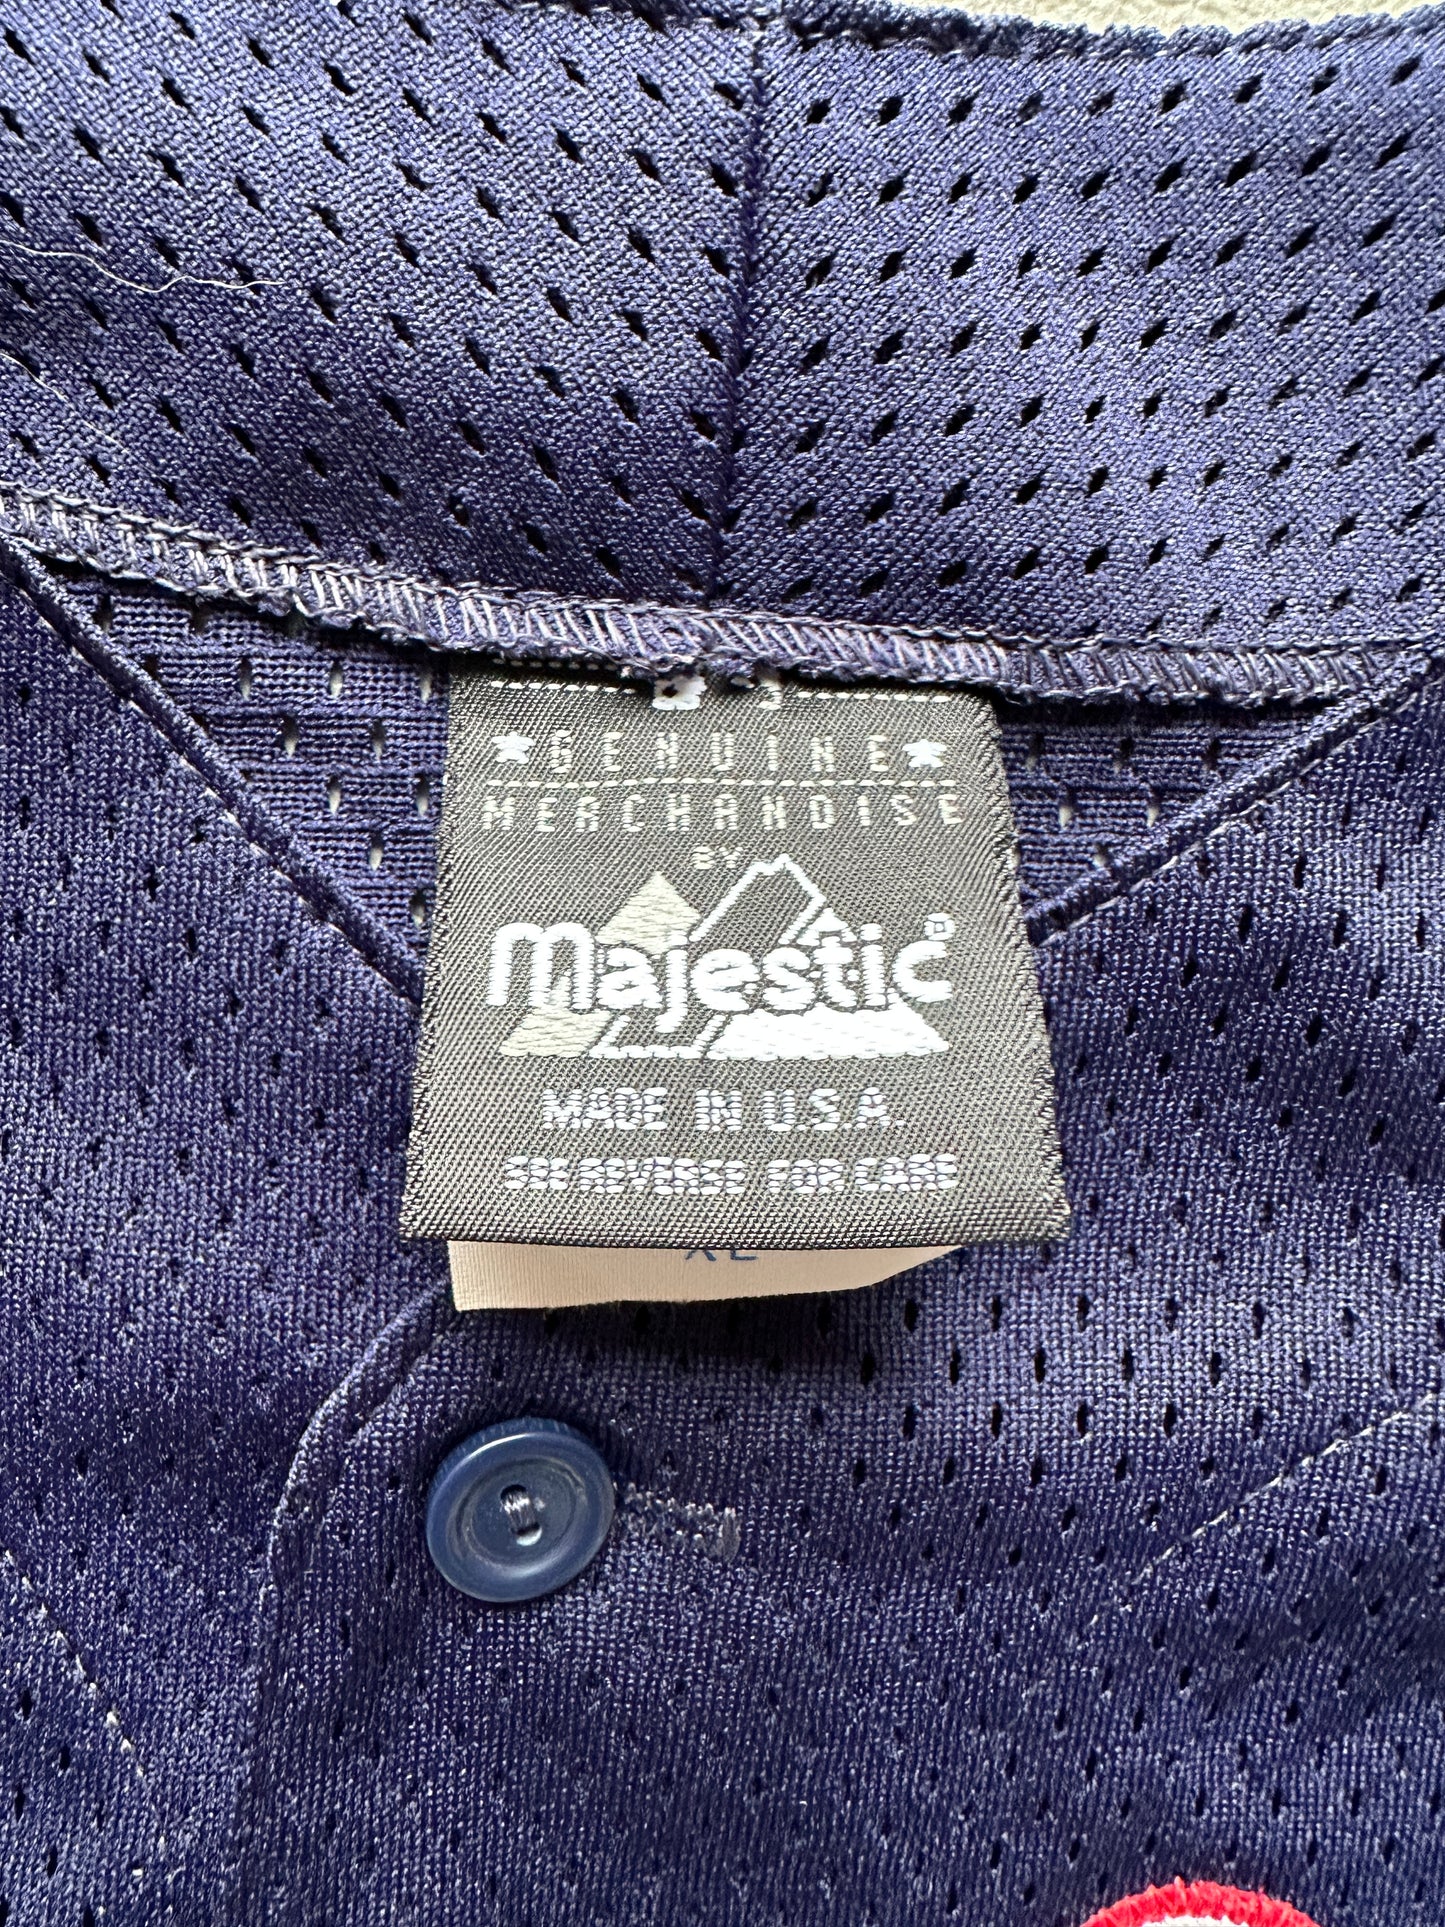 ★GENUINE★
MERCHANDISE
BY
Majestic®
MADE IN U.S.A.
SEE REVERSE FOR CARE
XL